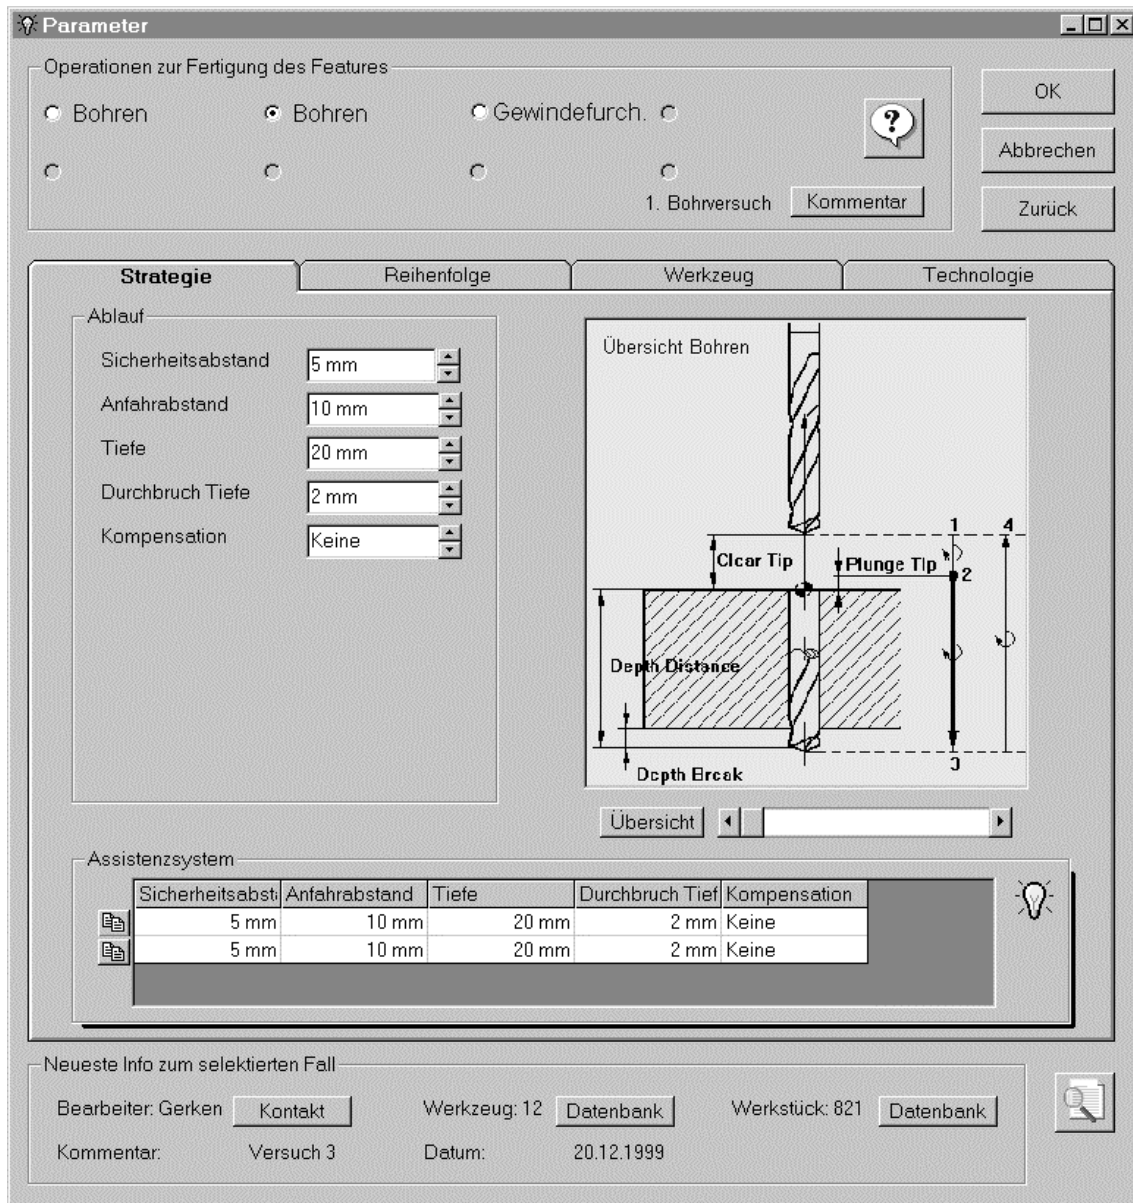 Parameter
Operationen zur Fertigung des Features
Bohren Bohren Gewindefurch.
?
OK
Abbrechen
1. Bohrversuch Kommentar
Zurück
Strategie Reihenfolge Werkzeug Technologie
Ablauf
Sicherheitsabstand 5 mm
Anfahrabstand 10 mm
Tiefe 20 mm
Durchbruch Tiefe 2 mm
Kompensation Keine
Übersicht Bohren
1 4
Clear Tip Plunge Tip 2
Depth Distance
3
Depth Break
Übersicht
Assistenzsystem
Sicherheitsabst Anfahrabstand Tiefe Durchbruch Tief Kompensation
5 mm 10 mm 20 mm 2 mm Keine
5 mm 10 mm 20 mm 2 mm Keine
Neueste Info zum selektierten Fall
Bearbeiter: Gerken Kontakt Werkzeug: 12 Datenbank Werkstück: 821 Datenbank
Kommentar: Versuch 3 Datum: 20.12.1999